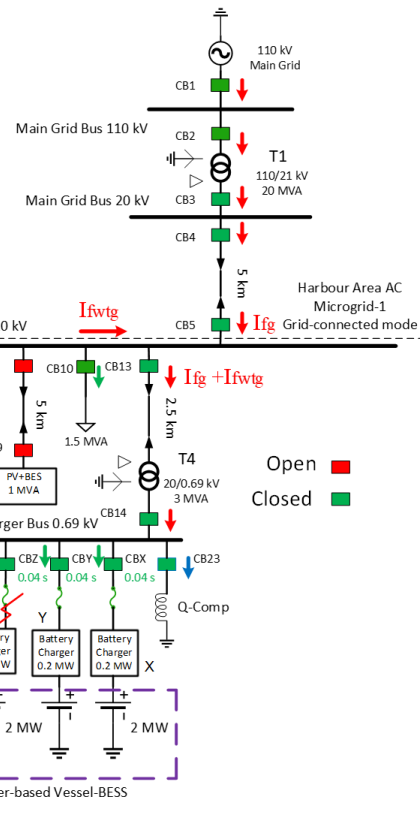 110 kV
Main Grid
CB1
Main Grid Bus 110 kV
CB2
T1
110/21 kV
20 MVA
Main Grid Bus 20 kV
CB3
CB4
5 km
Harbour Area AC
Microgrid-1
Grid-connected mode
Ifwtg
0 kV
CB5
Ifg
CB10
CB13
Ifg +Ifwtg
5 km
2.5 km
9
1.5 MVA
PV+BES
1 MVA
T4
20/0.69 kV
3 MVA
Open
Closed
CB14
rger Bus 0.69 kV
CBZ
CBY
CBX
CB23
0.04 s
0.04 s
0.04 s
Q-Comp
Y
ry
er
W
Battery
Charger
0.2 MW
Battery
Charger
0.2 MW
X
+
+
2 MW
2 MW
er-based Vessel-BESS